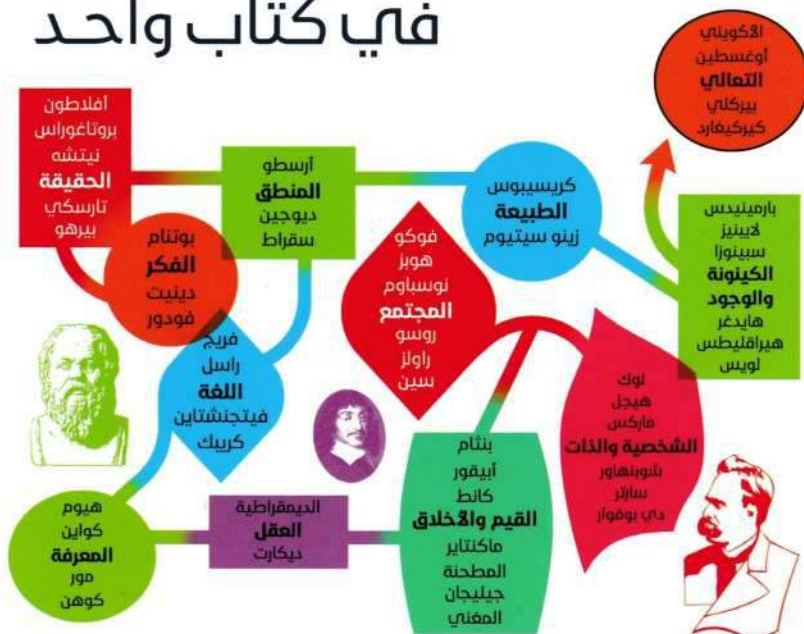 في كتاب واحد
الأكويني
أوغسطين
التعالي
بيركلي
كيركيغارد
أفلاطون
بروتاغوراس
نيتشه
الحقيقة
تارسكي
بيرهو
أرسطو
المنطق
ديوجين
سقراط
كريسيبوس
الطبيعة
زينو سيتيوم
بارمينيدس
لايبنيز
سبينوزا
الكينونة
والوجود
هايدغر
هيراقليطس
لويس
بوتنام
الفكر
دينيت
فودور
فوكو
هوبز
نوسباوم
المجتمع
روسو
راولز
سين
فريج
راسل
اللغة
فيتجنشتاين
كريبك
لوك
هيجل
ماركس
الشخصية والذات
شوبنهاور
سارتر
دي بوفوار
هيوم
كواين
المعرفة
مور
كوهن
الديمقراطية
العقل
ديكارت
بنثام
أبيقور
كانط
القيم والأخلاق
ماكنتاير
المطحنة
جيليجان
المغني